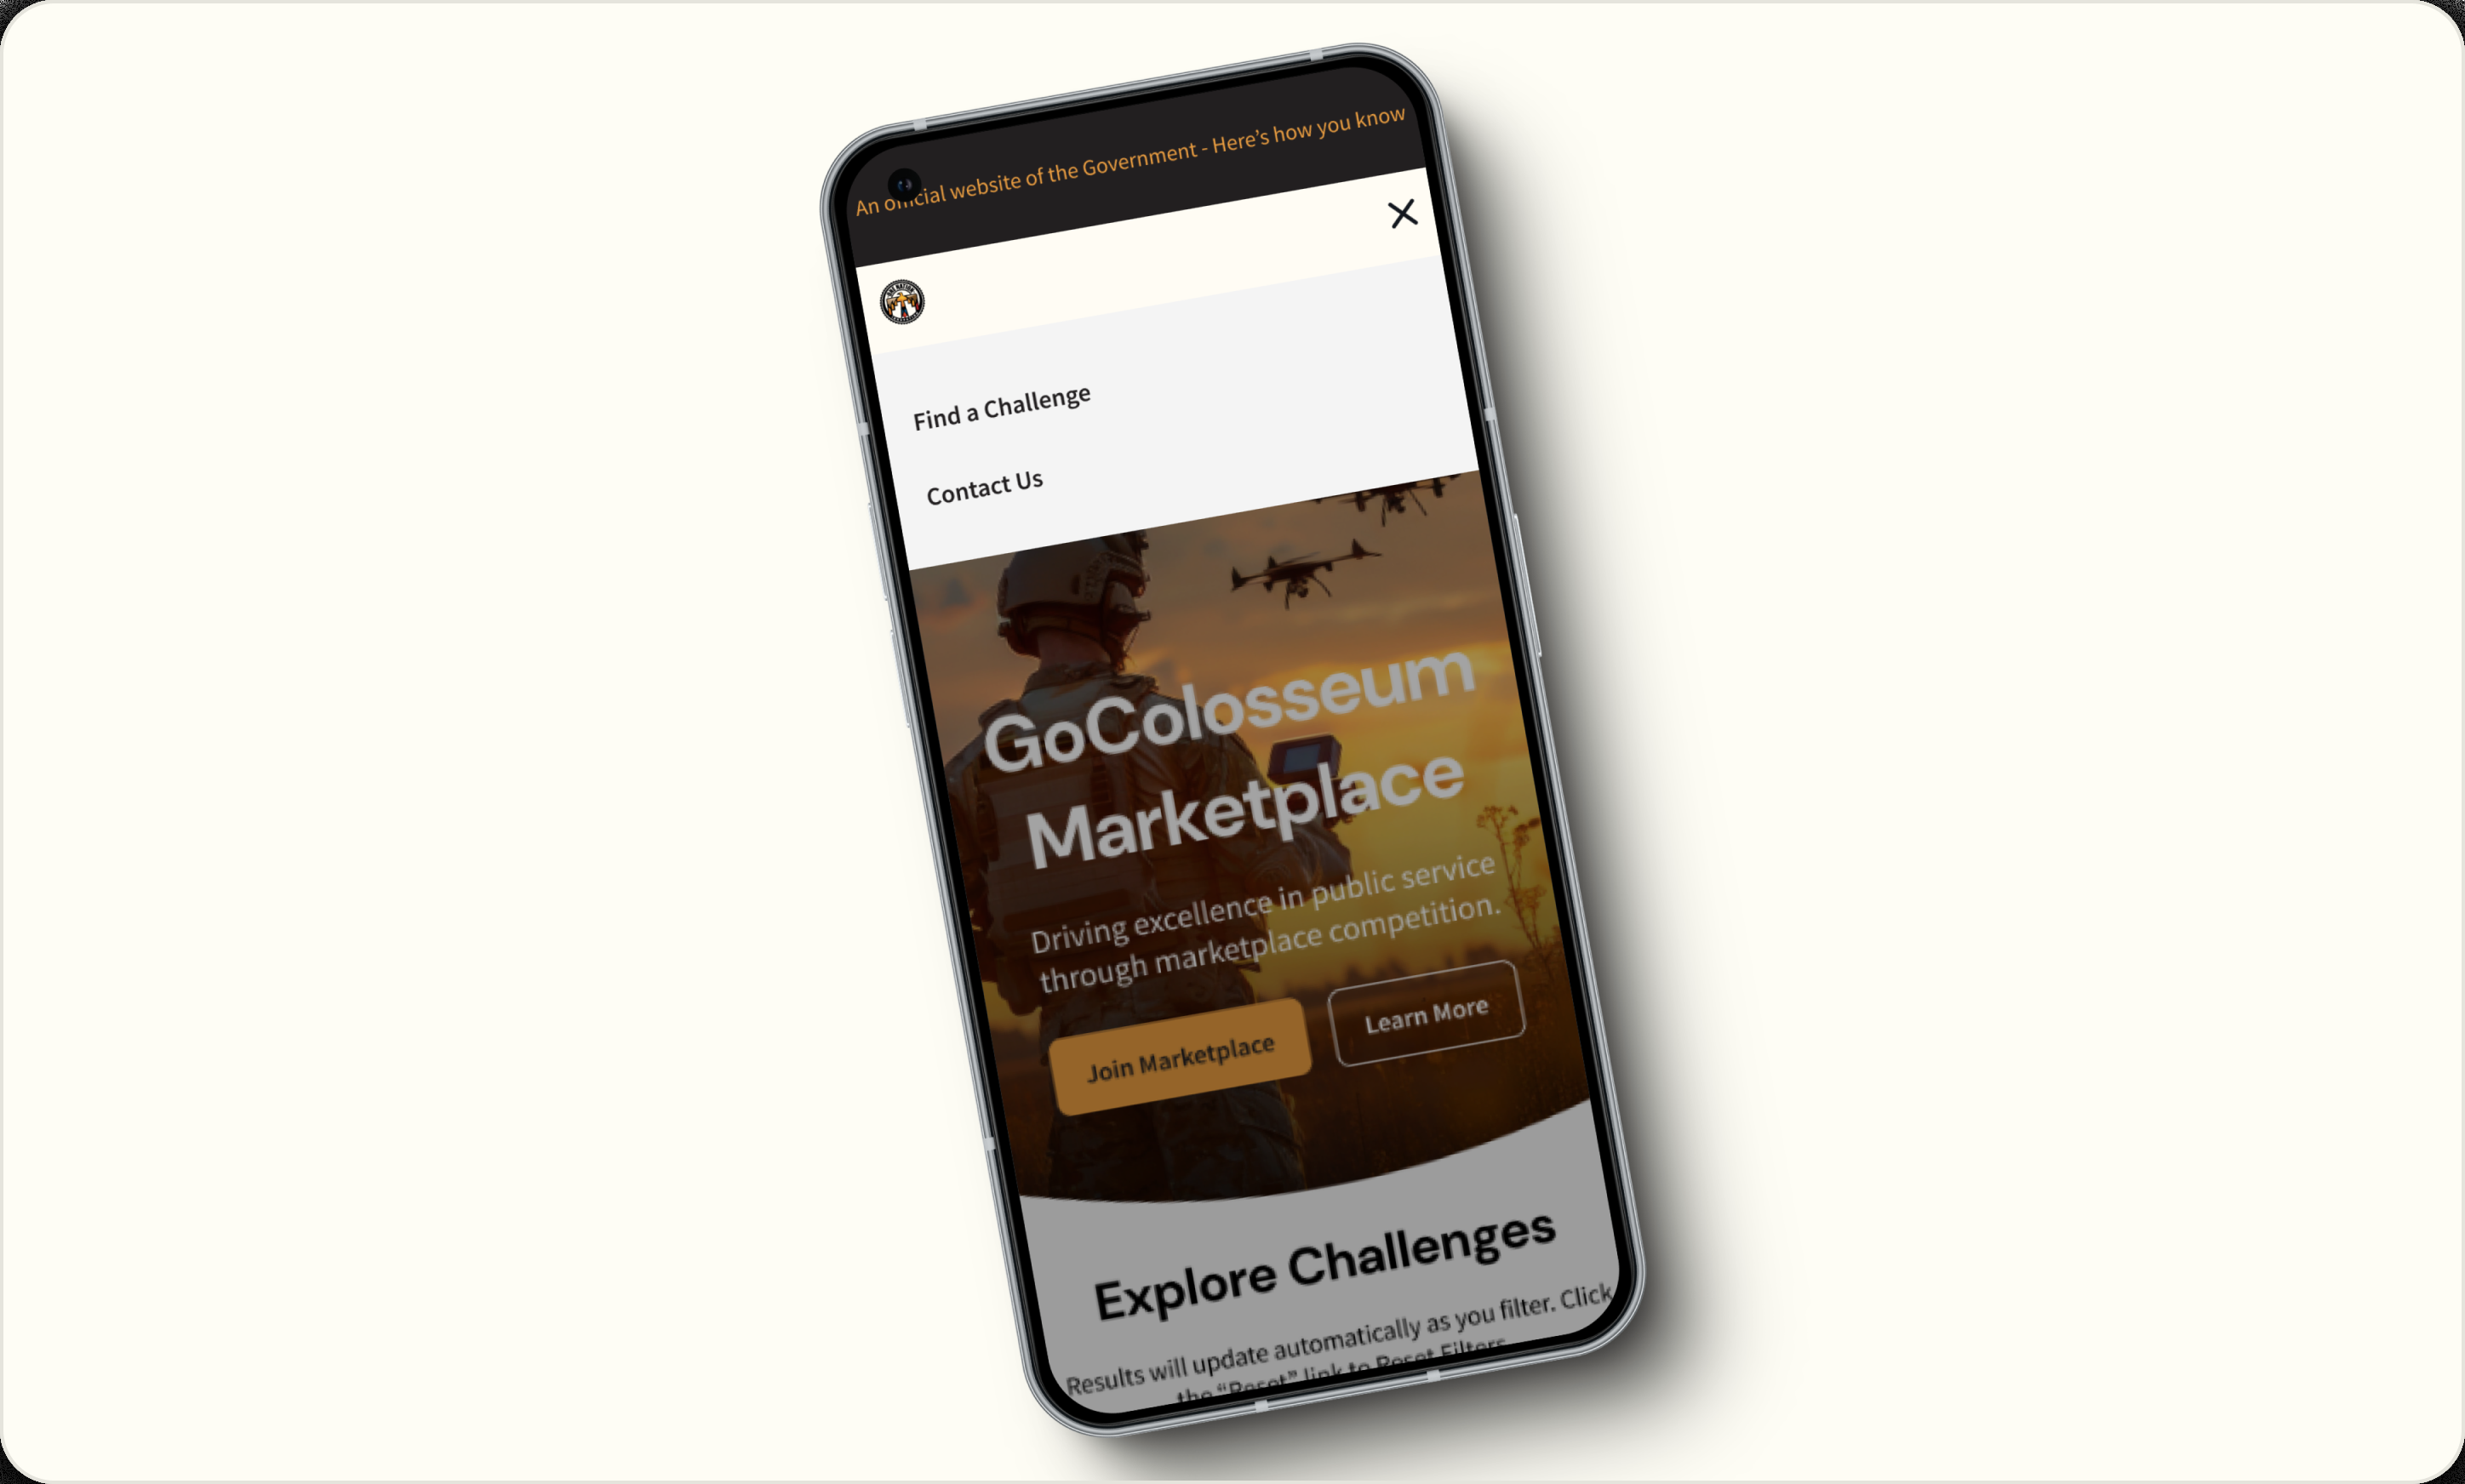 An official website of the Government - Here's how you know
Find a Challenge
Contact Us
GoColosseum
Marketplace
Driving excellence in public service
through marketplace competition.
Join Marketplace
Learn More
Explore Challenges
Results will update automatically as you filter. Click
the “Reset” link to Reset Filters